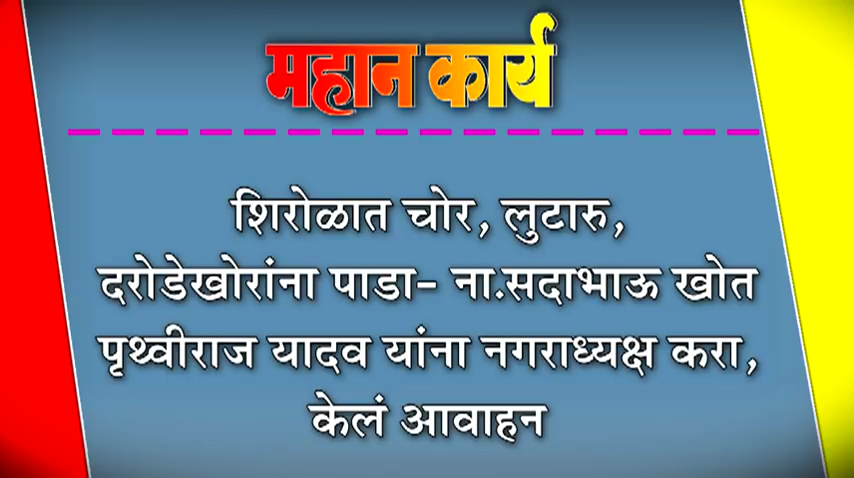 महान कार्य
शिरोळात चोर, लुटारु,
दरोडेखोरांना पाडा- ना.सदाभाऊ खोत
पृथ्वीराज यादव यांना नगराध्यक्ष करा,
केलं आवाहन